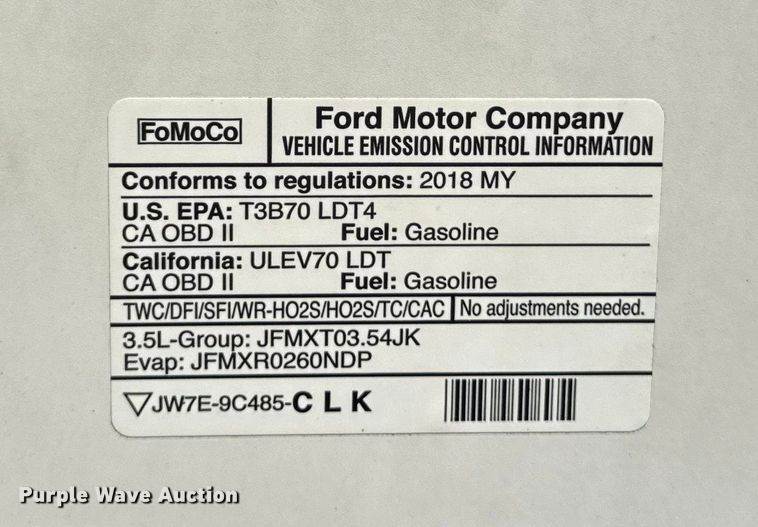 FoMoCo
Ford Motor Company
VEHICLE EMISSION CONTROL INFORMATION
Conforms to regulations: 2018 MY
U.S. EPA: T3B70 LDT4
CA OBD II Fuel: Gasoline
California: ULEV70 LDT
CA OBD II Fuel: Gasoline
TWC/DFI/SFI/WR-HO2S/HO2S/TC/CAC No adjustments needed.
3.5L-Group: JFMXT03.54JK
Evap: JFMXR0260NDP
JW7E-9C485-C L K
Purple Wave Auction